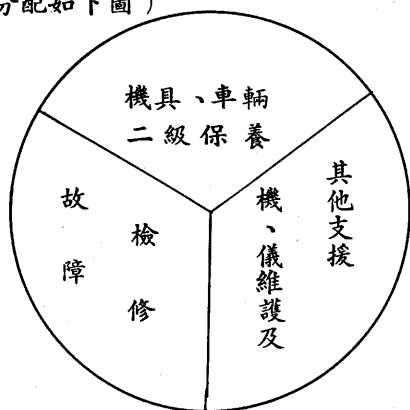 分配如下圖)
機具、車輛
二級保養
故障
檢修
其他支援
機、儀維護及